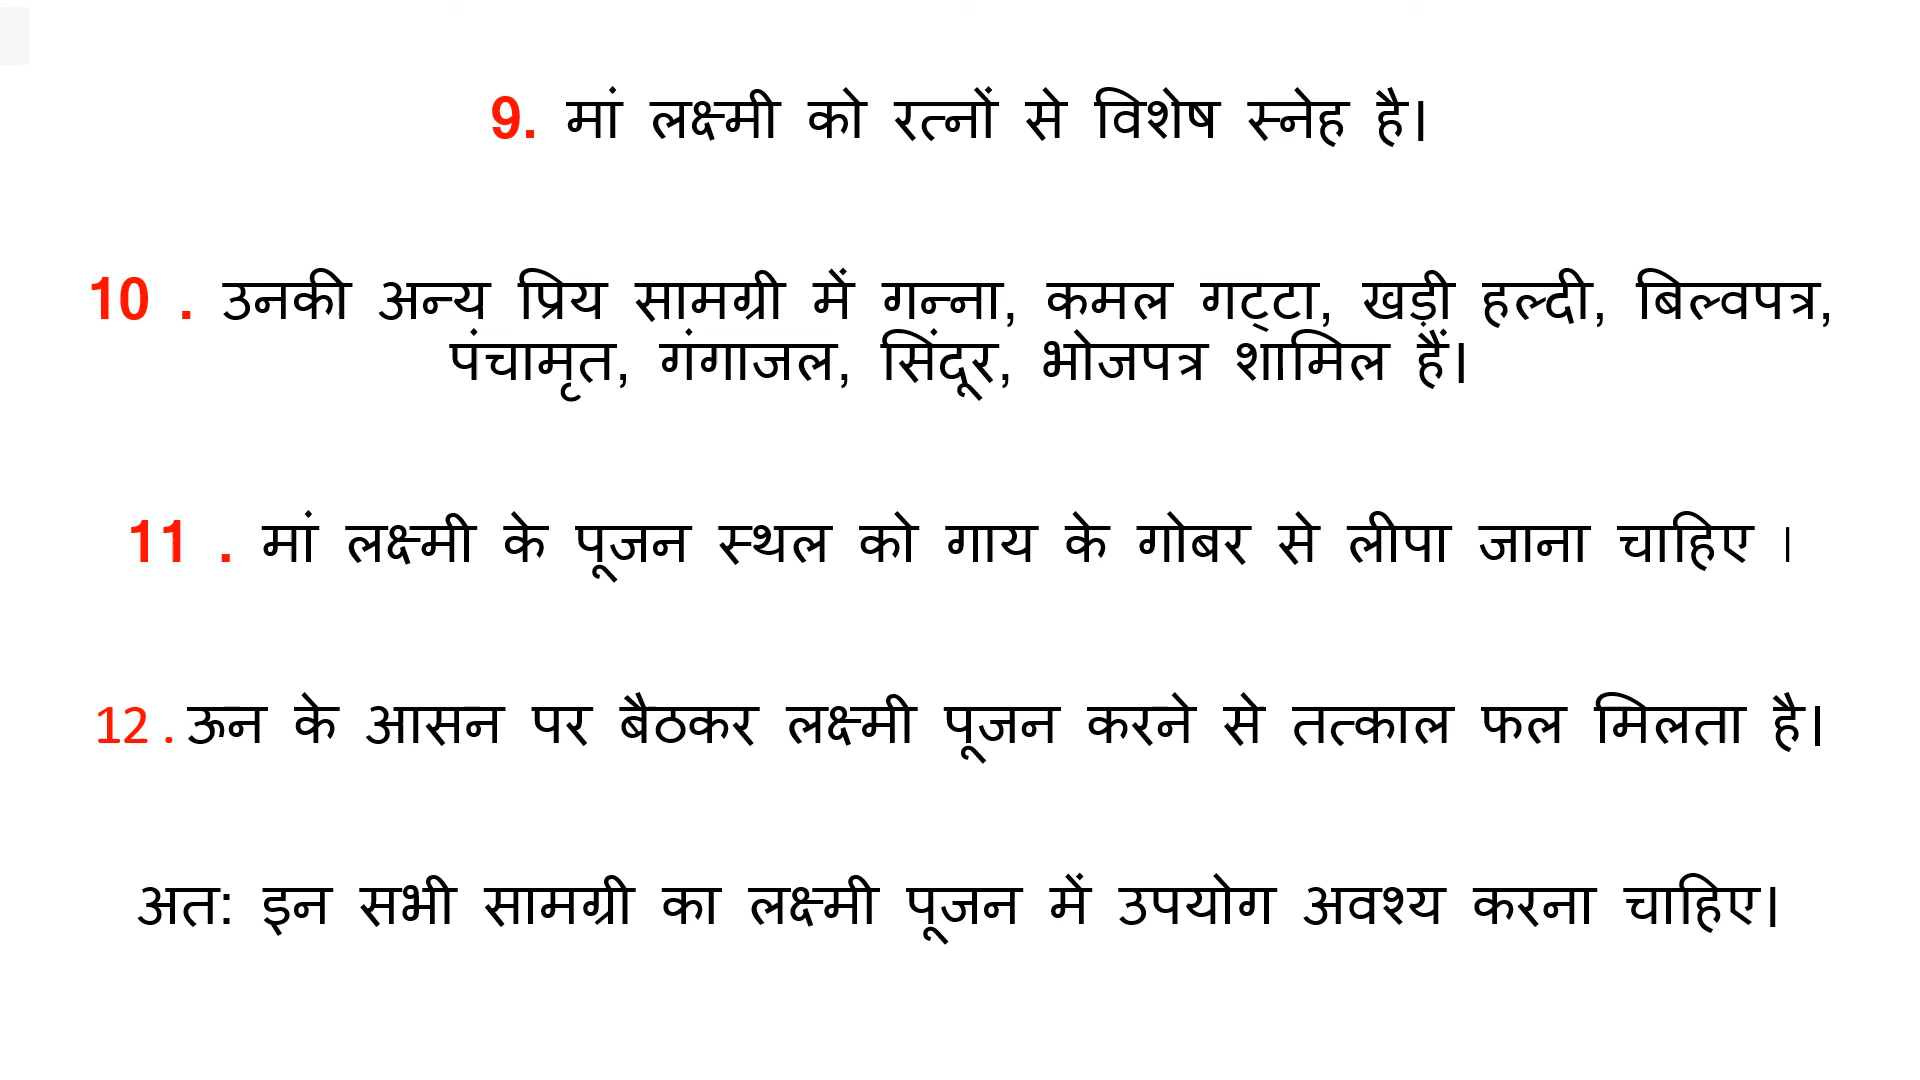 9. मां लक्ष्मी को रत्नों से विशेष स्नेह है।
10 . उनकी अन्य प्रिय सामग्री में गन्ना, कमल गट्टा, खड़ी हल्दी, बिल्वपत्र,
पंचामृत, गंगाजल, सिंदूर, भोजपत्र शामिल हैं।
11 . मां लक्ष्मी के पूजन स्थल को गाय के गोबर से लीपा जाना चाहिए ।
12 . ऊन के आसन पर बैठकर लक्ष्मी पूजन करने से तत्काल फल मिलता है।
अत: इन सभी सामग्री का लक्ष्मी पूजन में उपयोग अवश्य करना चाहिए।